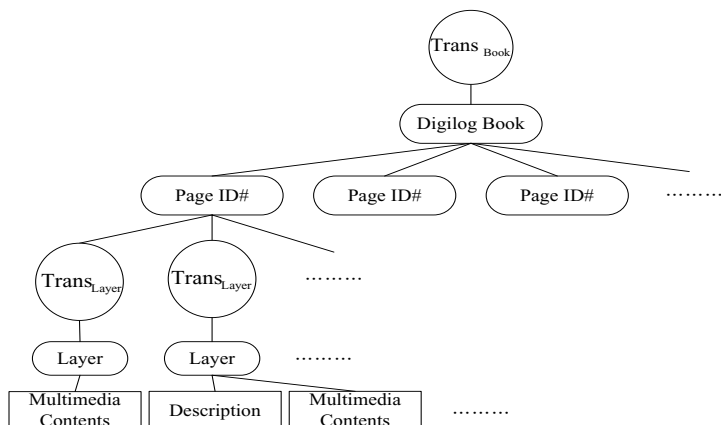 Trans Book
Digilog Book
Page ID# Page ID# Page ID# ………
Trans Layer Trans Layer ………
Layer Layer ………
Multimedia Contents Description Multimedia Contents ………